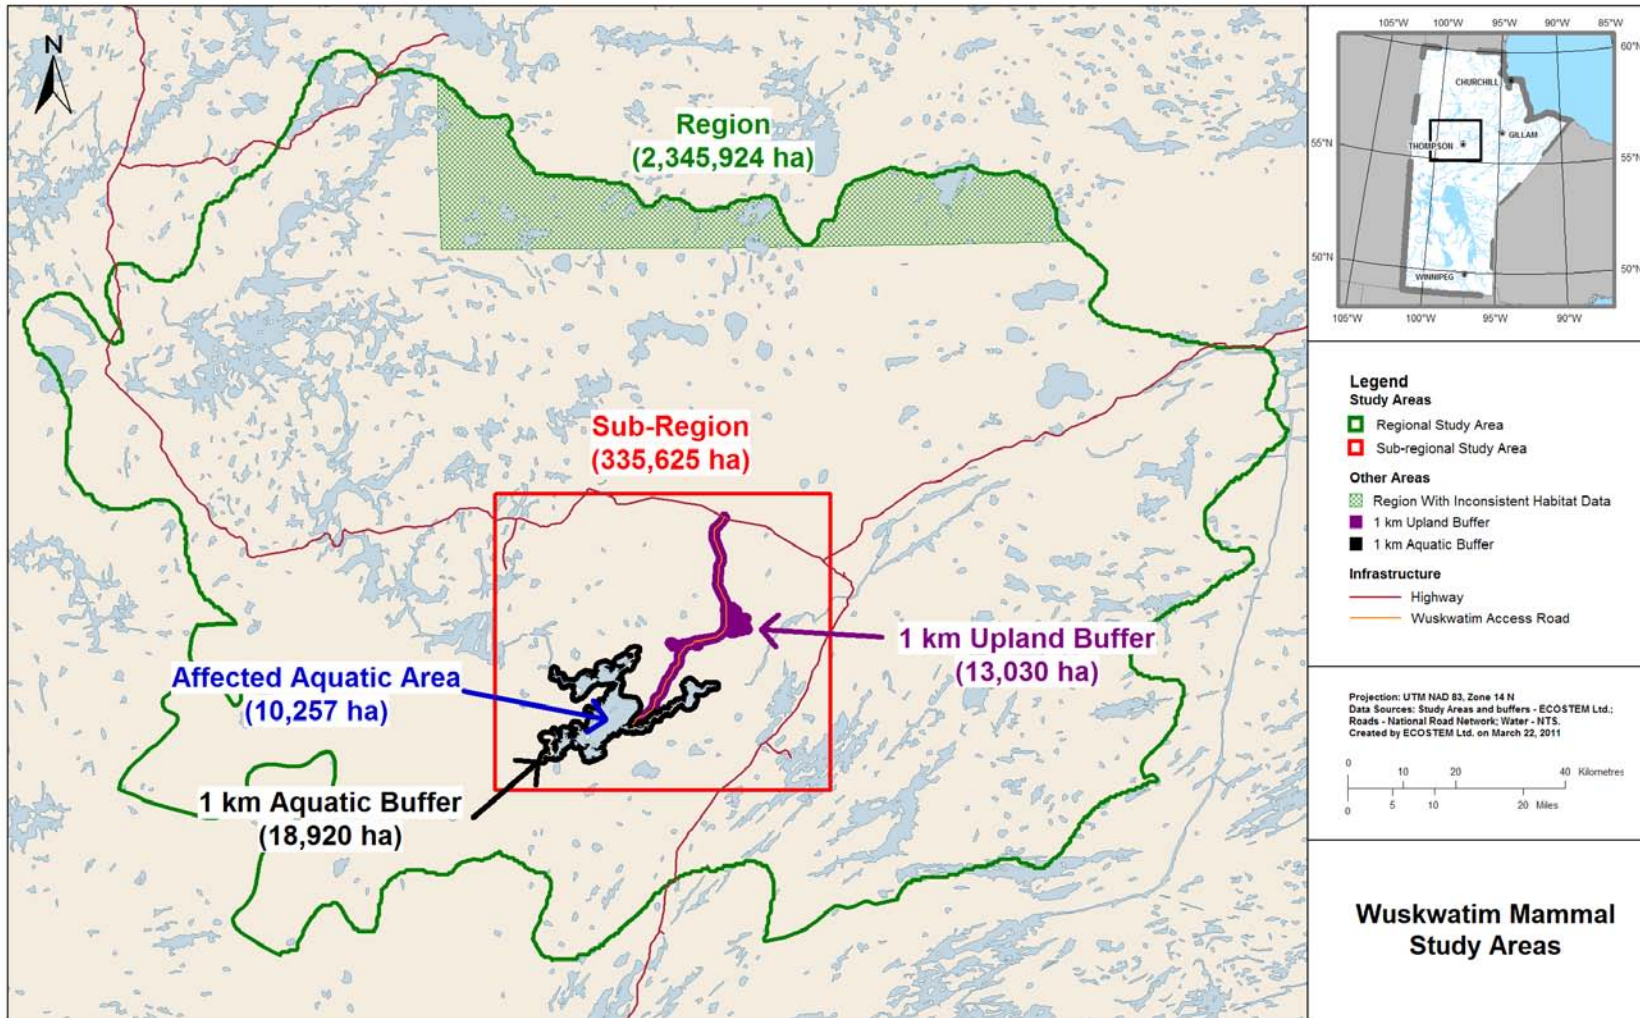 N
Region
(2,345,924 ha)
Sub-Region
(335,625 ha)
1 km Upland Buffer
(13,030 ha)
Affected Aquatic Area
(10,257 ha)
1 km Aquatic Buffer
(18,920 ha)
105°W 100°W 95°W 90°W 85°W
60°N
CHURCHILL
GILLAM
THOMPSON
55°N 55°N
50°N 50°N
WINNIPEG
105°W 100°W 95°W 90°W
Legend
Study Areas
Regional Study Area
Sub-regional Study Area
Other Areas
Region With Inconsistent Habitat Data
1 km Upland Buffer
1 km Aquatic Buffer
Infrastructure
Highway
Wuskwatim Access Road
Projection: UTM NAD 83, Zone 14 N
Data Sources: Study Areas and buffers - ECOSTEM Ltd.;
Roads - National Road Network; Water - NTS.
Created by ECOSTEM Ltd. on March 22, 2011
0 10 20 40 Kilometres
0 5 10 20 Miles
Wuskwatim Mammal
Study Areas